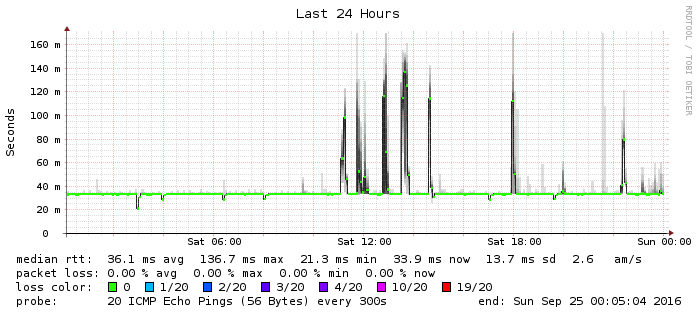 Last 24 Hours
RRDTOOL / TOBI OETIKER
Seconds
160 m
140 m
120 m
100 m
80 m
60 m
40 m
20 m
0
Sat 06:00 Sat 12:00 Sat 18:00 Sun 00:00
median rtt: 36.1 ms avg 136.7 ms max 21.3 ms min 33.9 ms now 13.7 ms sd 2.6 am/s
packet loss: 0.00 % avg 0.00 % max 0.00 % min 0.00 % now
loss color: 0 1/20 2/20 3/20 4/20 10/20 19/20
probe: 20 ICMP Echo Pings (56 Bytes) every 300s end: Sun Sep 25 00:05:04 2016